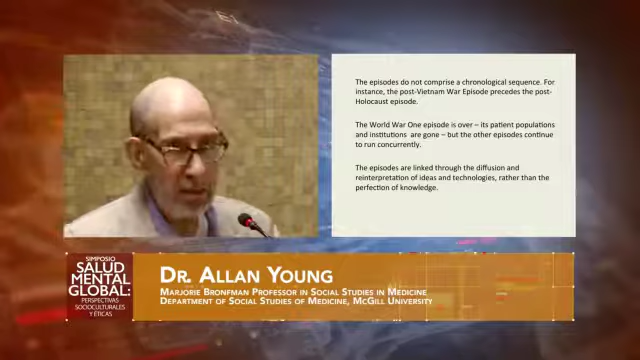 The episodes do not comprise a chronological sequence. For
instance, the post-Vietnam War Episode precedes the post-
Holocaust episode.
The World War One episode is over – its patient populations
and institutions are gone – but the other episodes continue
to run concurrently.
The episodes are linked through the diffusion and
reinterpretation of ideas and technologies, rather than the
perfection of knowledge.
SIMPOSIO
SALUD
MENTAL
GLOBAL:
PERSPECTIVAS
SOCIOCULTURALES
Y ÉTICAS
DR. ALLAN YOUNG
MARJORIE BRONFMAN PROFESSOR IN SOCIAL STUDIES IN MEDICINE
DEPARTMENT OF SOCIAL STUDIES OF MEDICINE, MCGILL UNIVERSITY